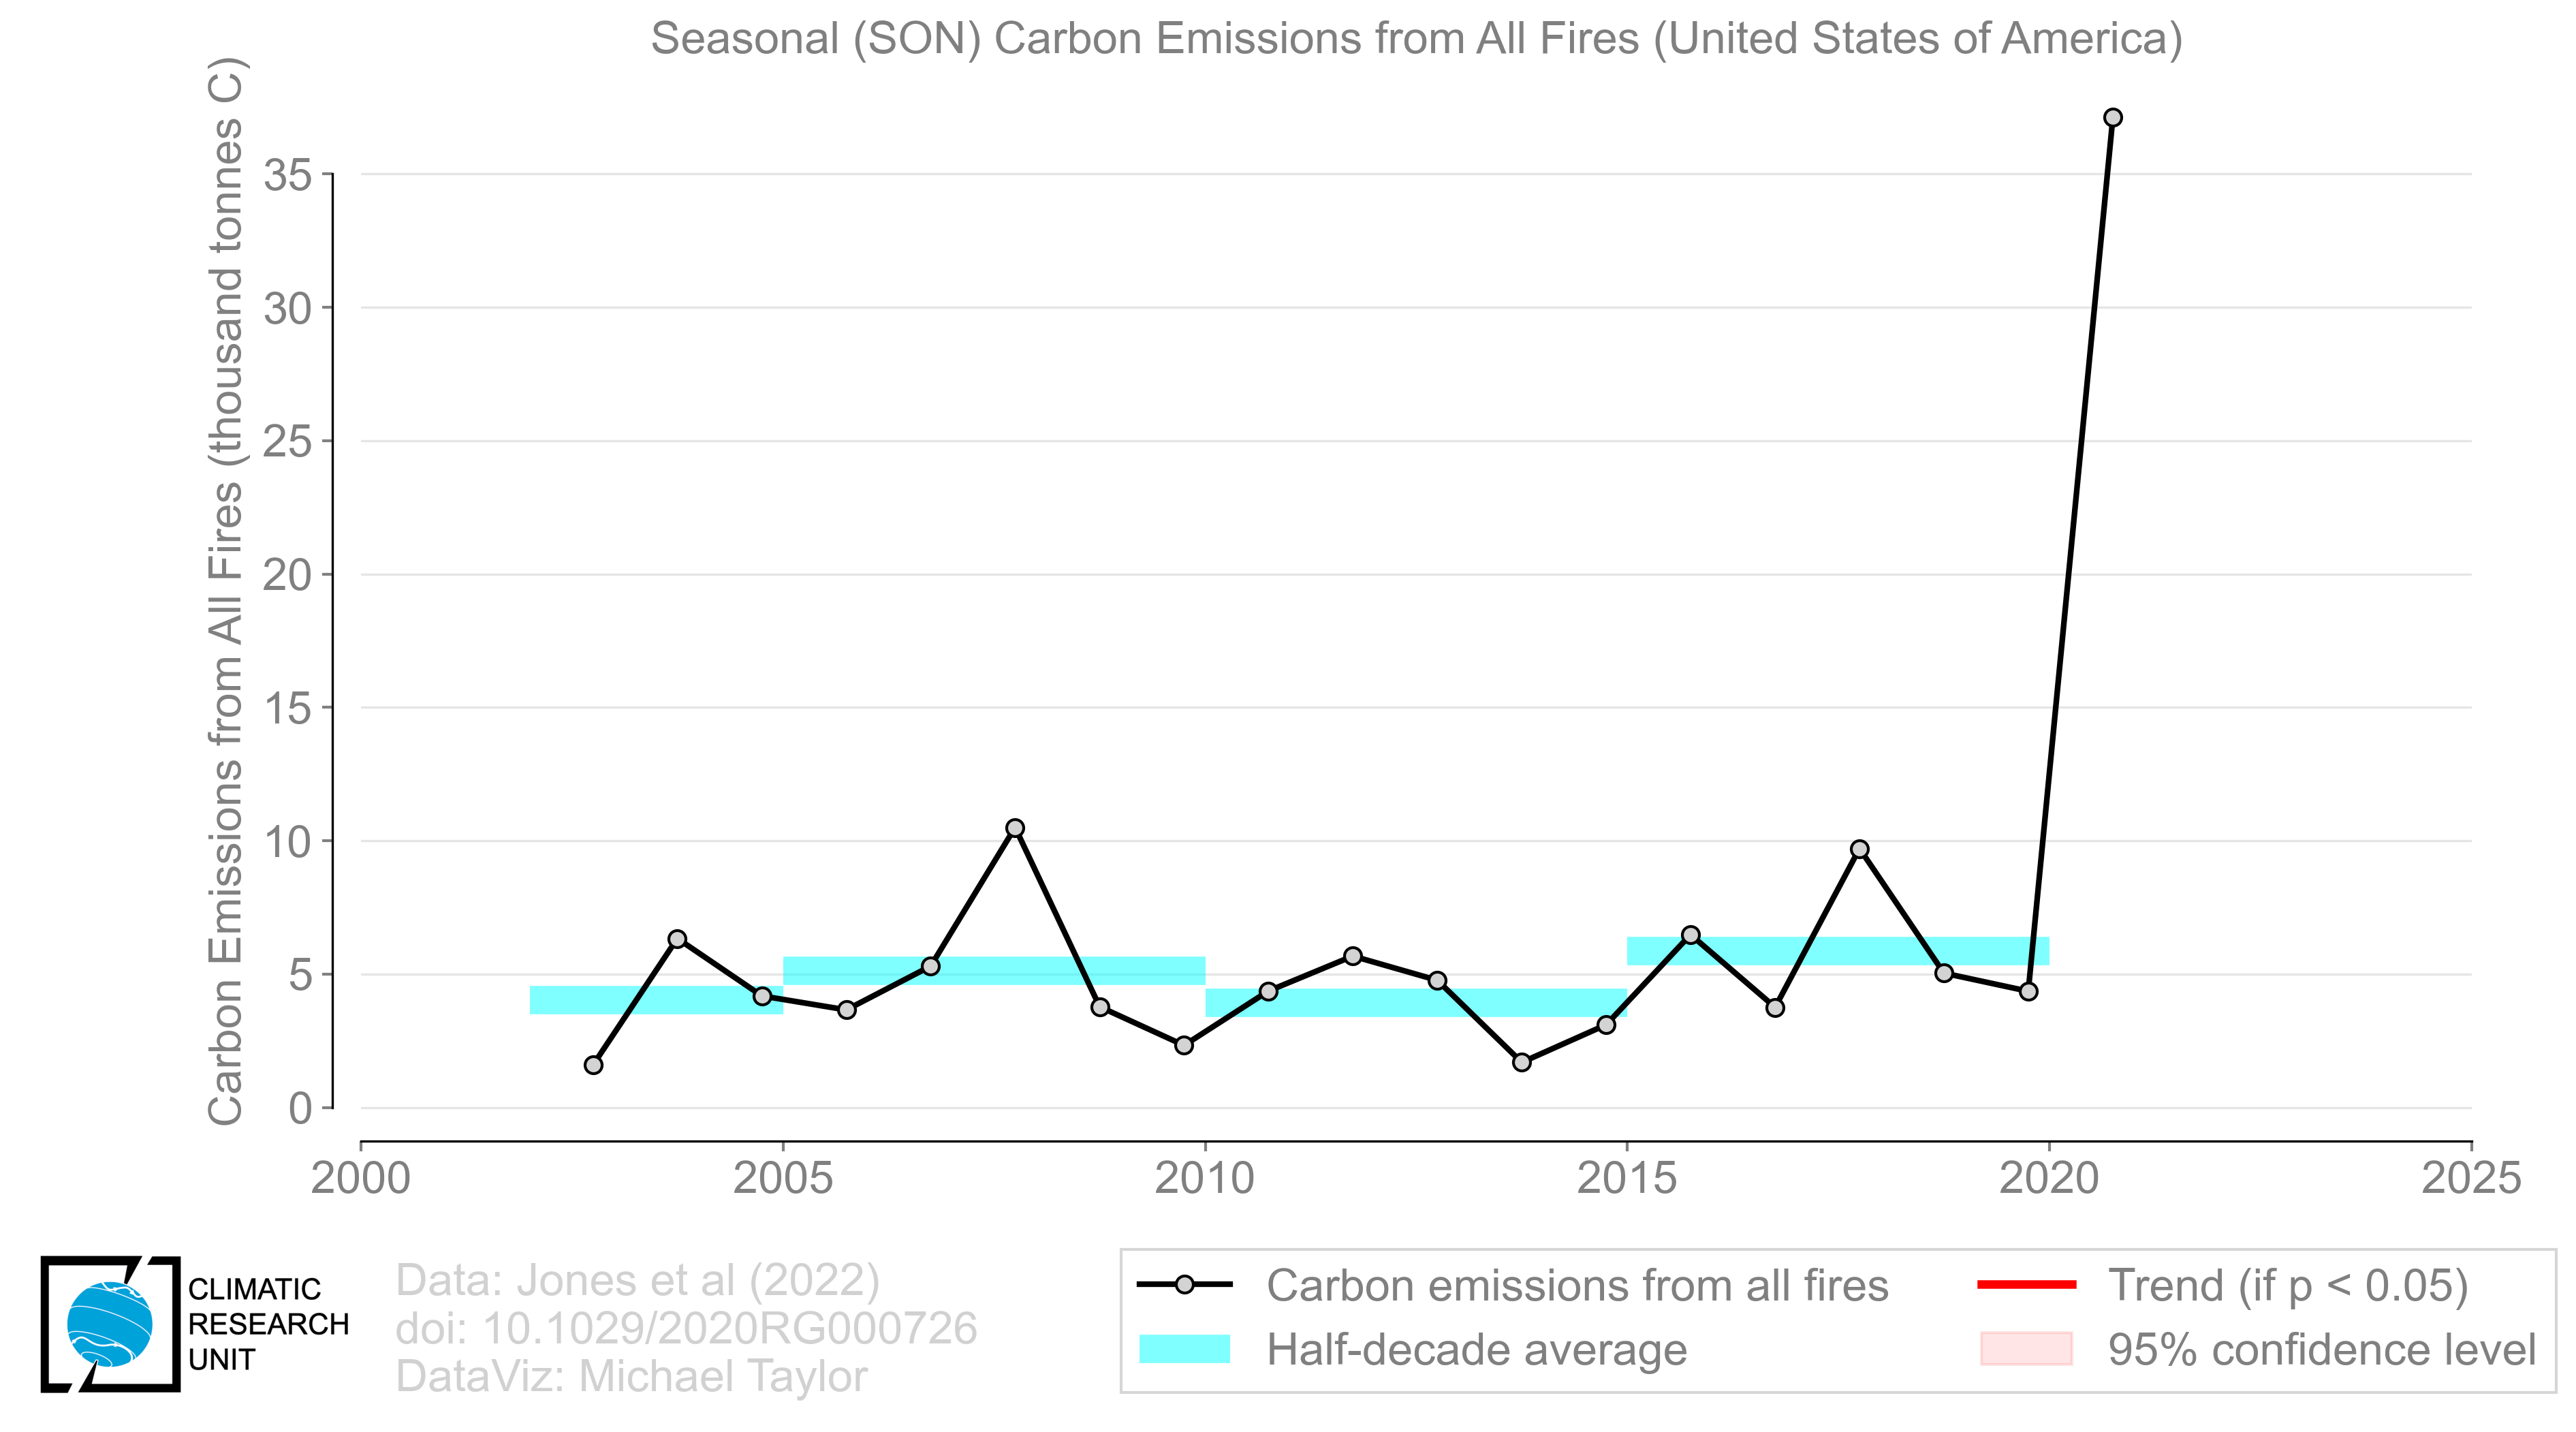 Seasonal (SON) Carbon Emissions from All Fires (United States of America)
Carbon Emissions from All Fires (thousand tonnes C)
35
30
25
20
15
10
5
0
2000
2005
2010
2015
2020
2025
CLIMATIC
RESEARCH
UNIT
Data: Jones et al (2022)
doi: 10.1029/2020RG000726
DataViz: Michael Taylor
Carbon emissions from all fires
Half-decade average
Trend (if p < 0.05)
95% confidence level